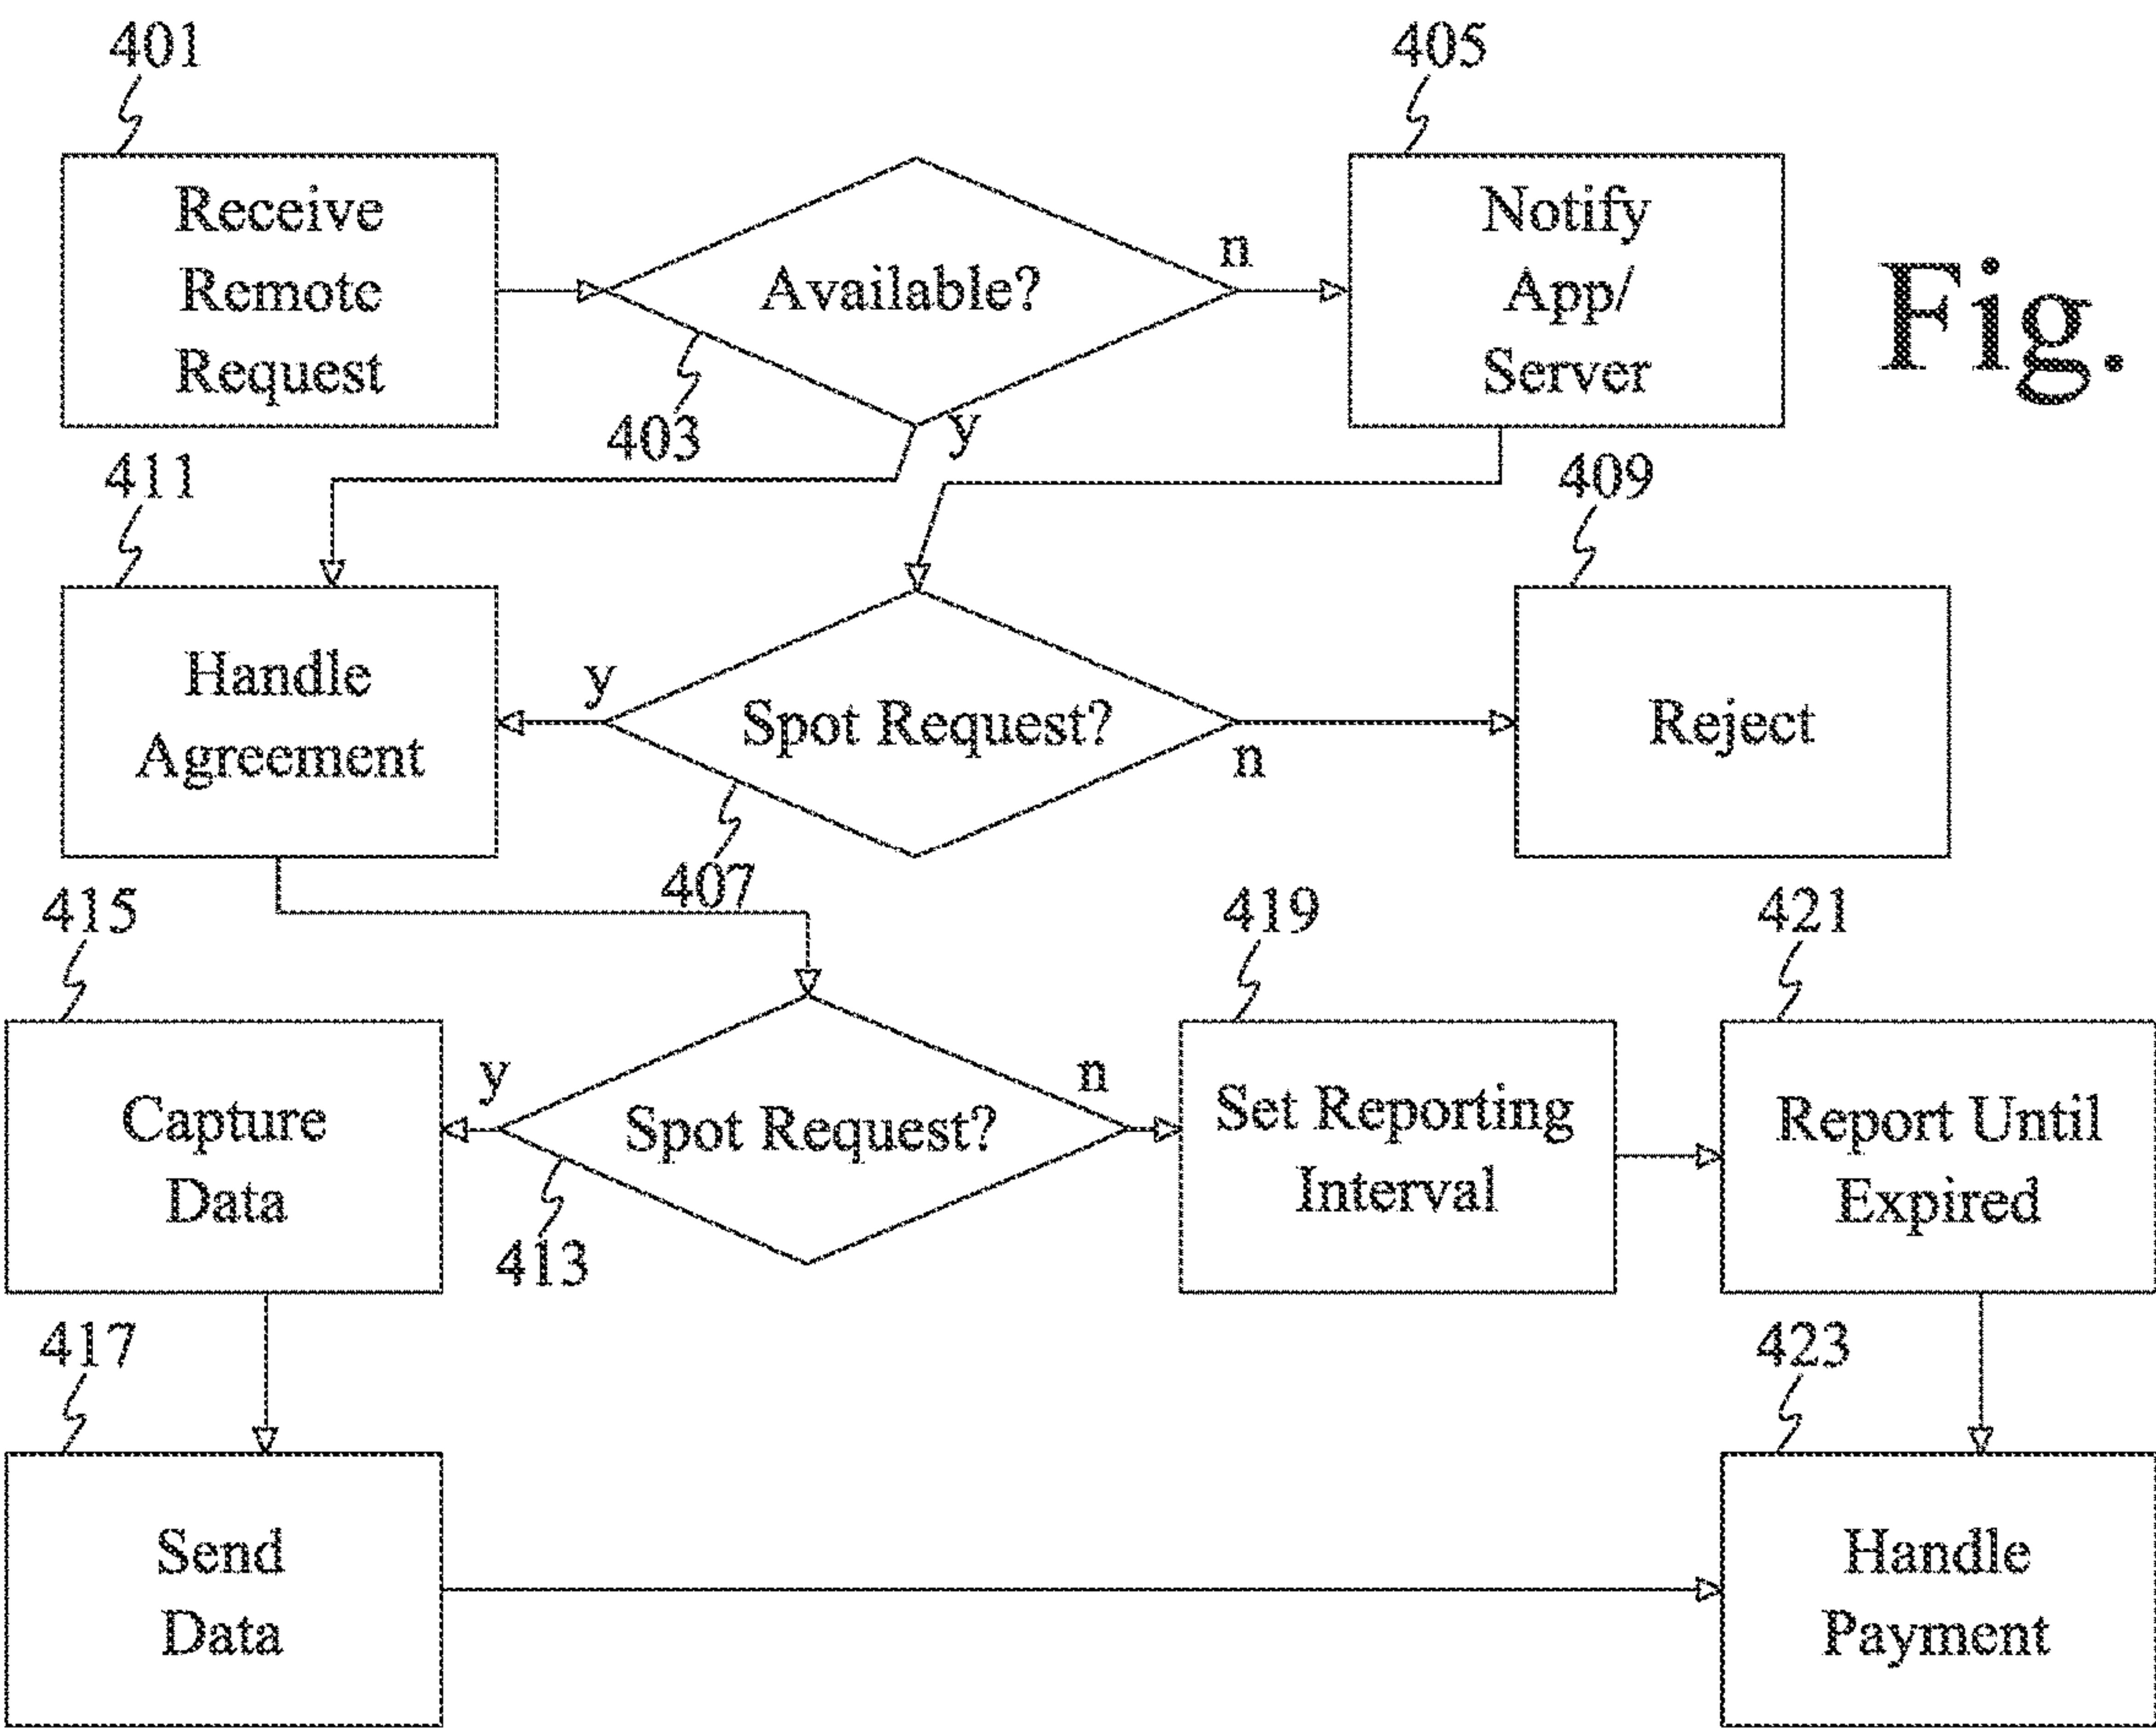 401
405
Receive
Remote
Request
Available?
n
y
403
Notify
App/
Server
Fig.
411
409
Handle
Agreement
y
Spot Request?
n
407
Reject
415
419
421
Capture
Data
y
Spot Request?
n
413
Set Reporting
Interval
Report Until
Expired
417
423
Send
Data
Handle
Payment